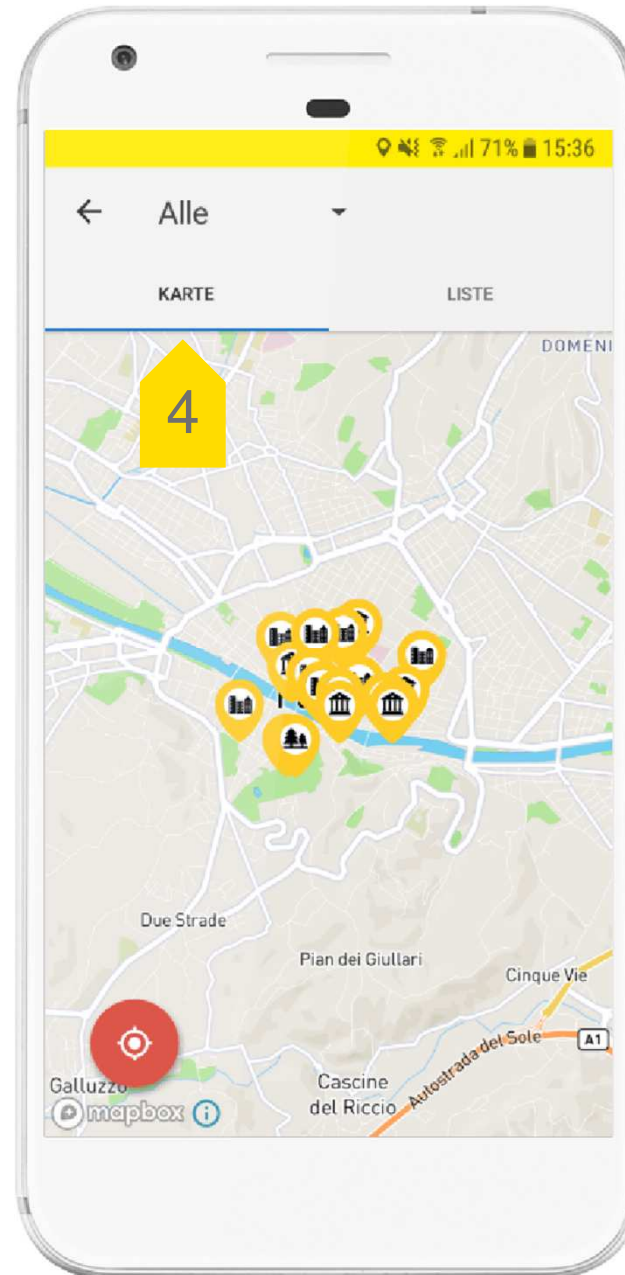 71% 15:36
Alle
KARTE LISTE
DOMENI
4
Due Strade
Pian dei Giullari
Cinque Vie
Autostrada del Sole A1
Galluzzo
Cascine
del Riccio
mapbox